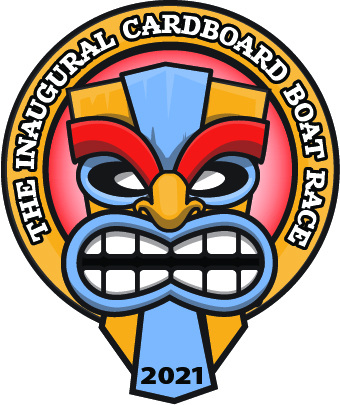 THE INAUGURAL CARDBOARD BOAT RACE
2021